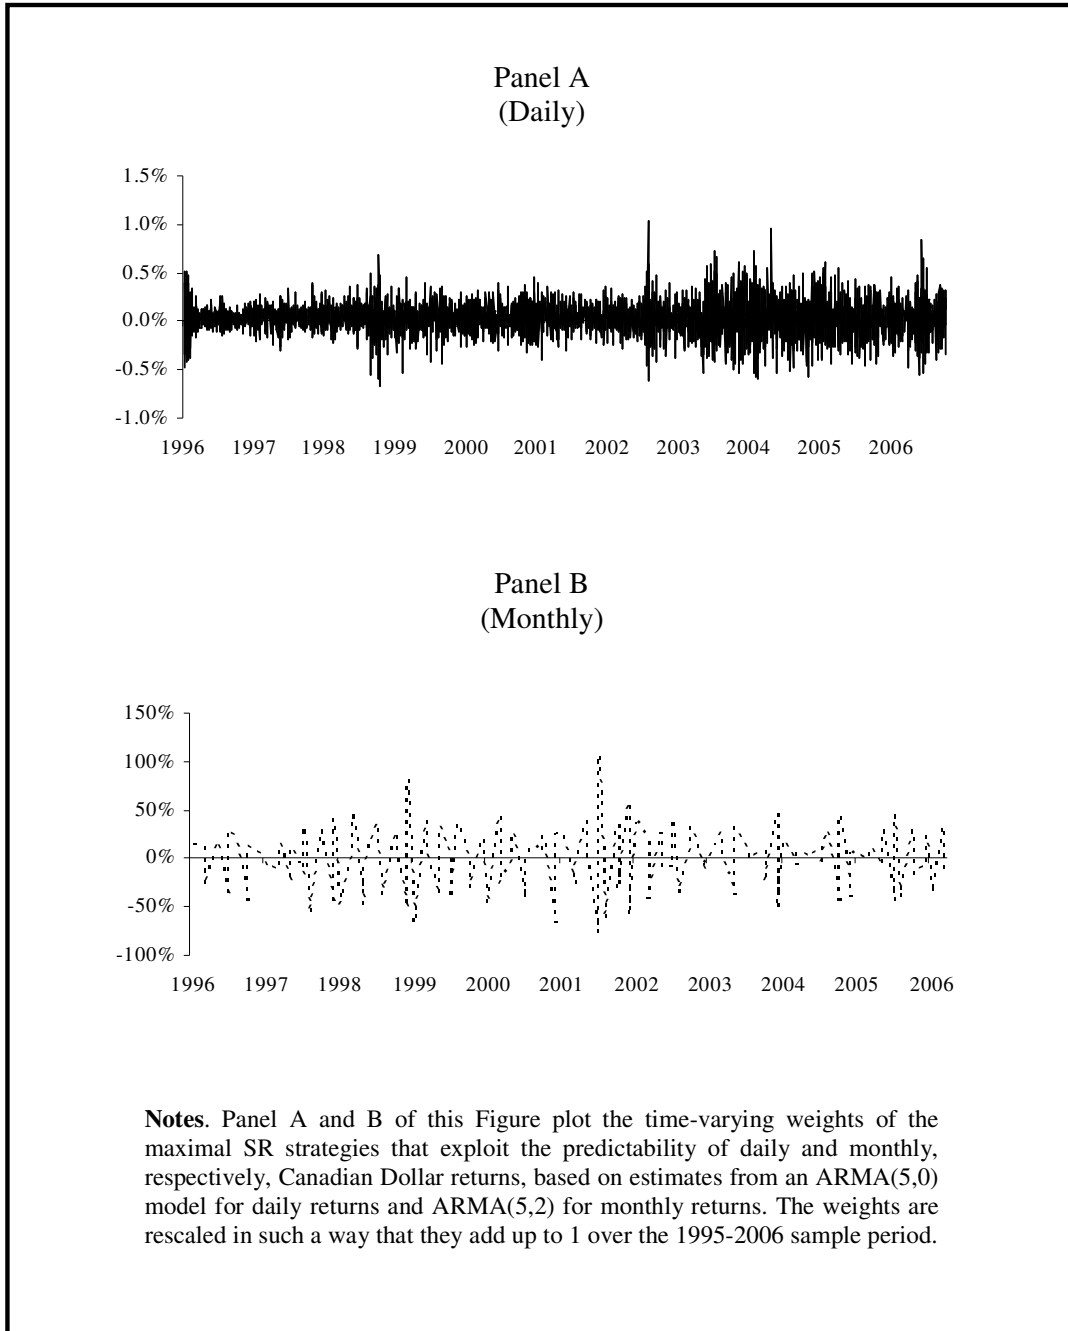 Panel A
(Daily)
1.5%
1.0%
0.5%
0.0%
-0.5%
-1.0%
1996 1997 1998 1999 2000 2001 2002 2003 2004 2005 2006
Panel B
(Monthly)
150%
100%
50%
0%
-50%
-100%
1996 1997 1998 1999 2000 2001 2002 2003 2004 2005 2006
Notes. Panel A and B of this Figure plot the time-varying weights of the
maximal SR strategies that exploit the predictability of daily and monthly,
respectively, Canadian Dollar returns, based on estimates from an ARMA(5,0)
model for daily returns and ARMA(5,2) for monthly returns. The weights are
rescaled in such a way that they add up to 1 over the 1995-2006 sample period.